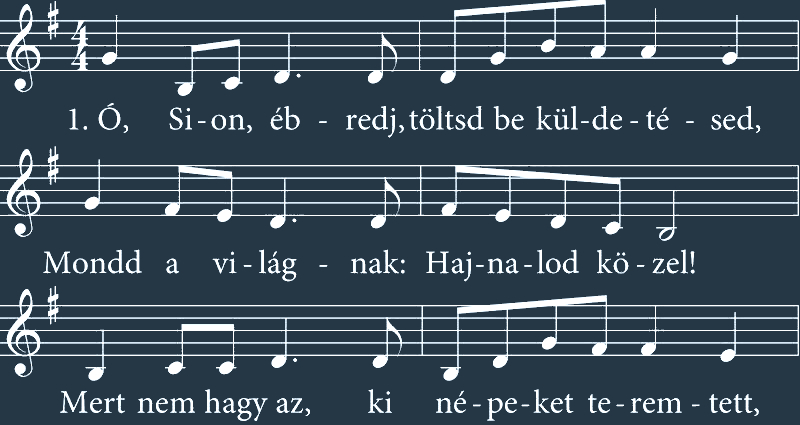 1. Ó, Si-on, éb - redj, töltsd be kül-de-té - sed,
Mondd a vi-lág - nak: Haj-na-lod kö-zel!
Mert nem hagy az, ki né-pe-ket te-rem - tett,